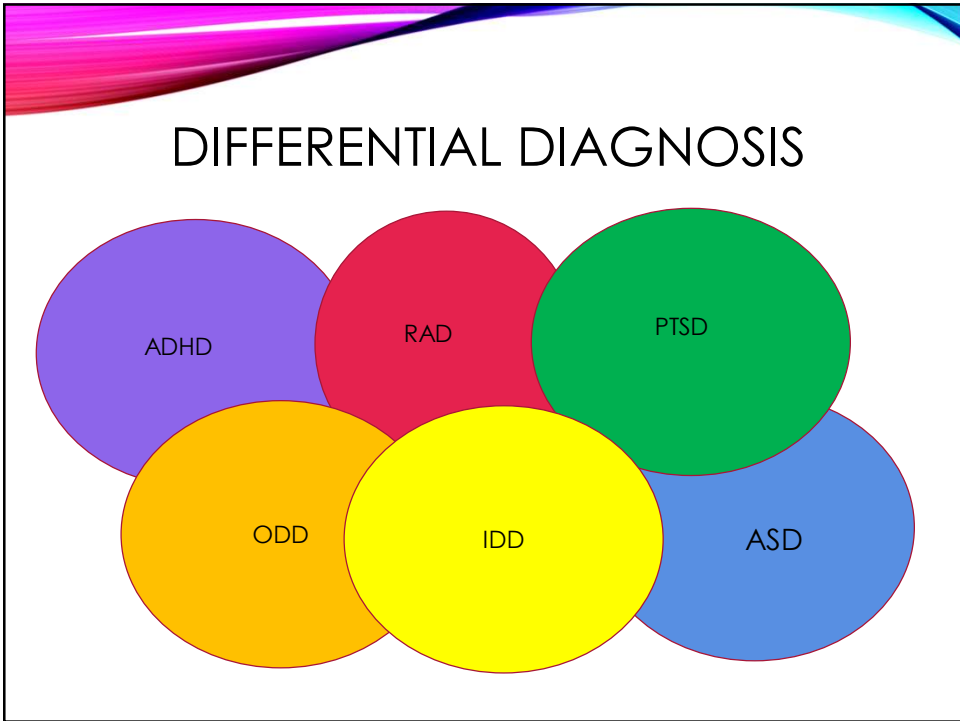 DIFFERENTIAL DIAGNOSIS
ADHD
RAD
PTSD
ODD
IDD
ASD